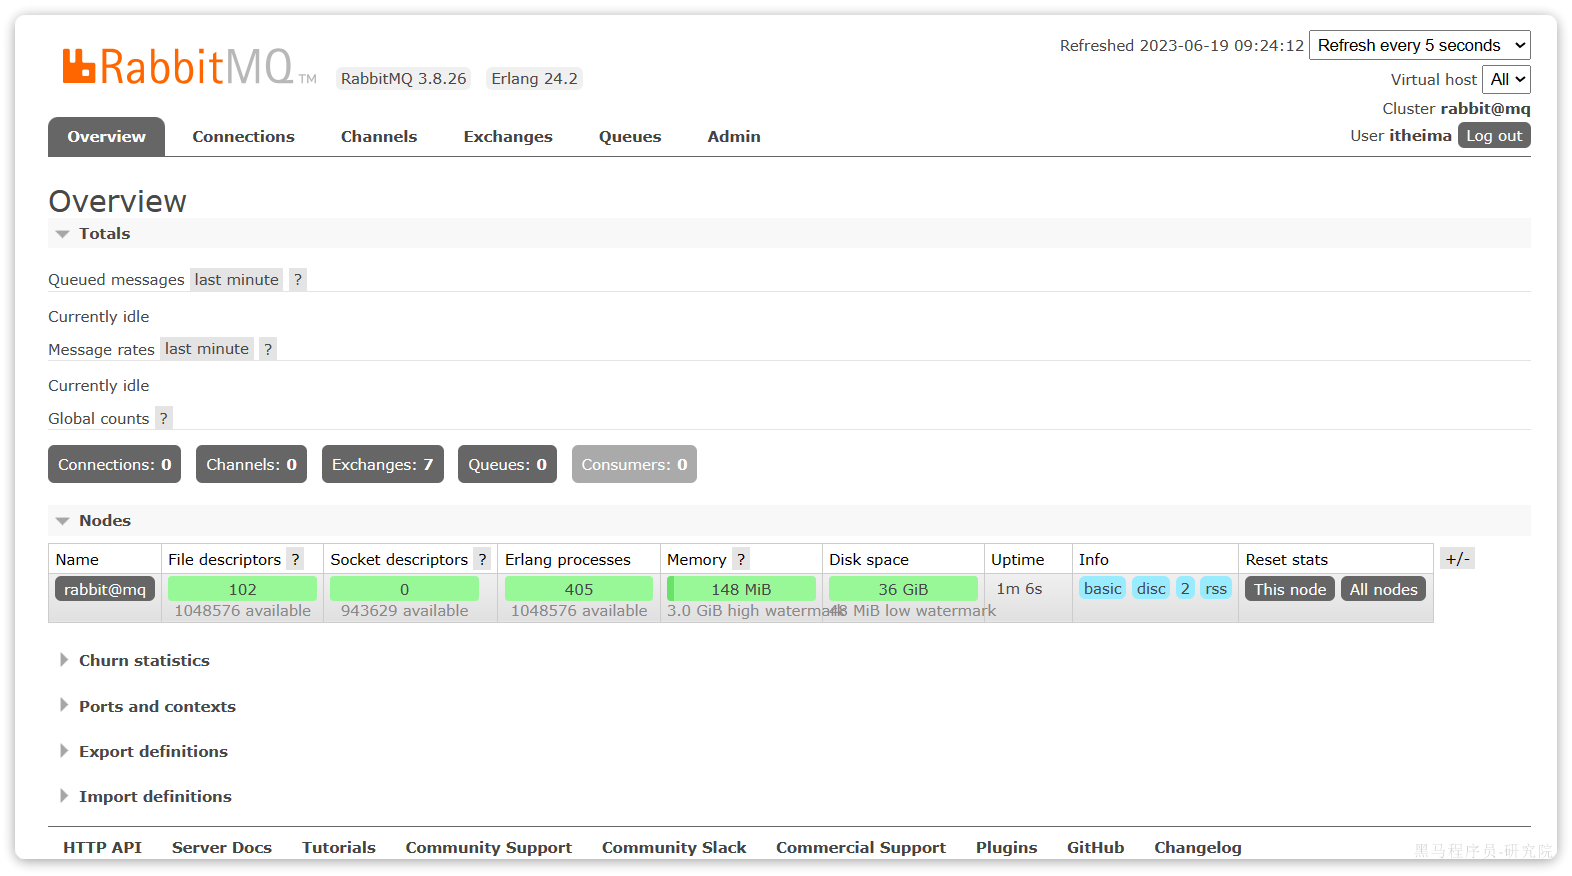 Refreshed 2023-06-19 09:24:12 Refresh every 5 seconds
RabbitMQ TM RabbitMQ 3.8.26 Erlang 24.2
Virtual host All
Cluster rabbit@mq
User itheima Log out
Overview Connections Channels Exchanges Queues Admin
Overview
Totals
Queued messages last minute ?
Currently idle
Message rates last minute ?
Currently idle
Global counts ?
Connections: 0 Channels: 0 Exchanges: 7 Queues: 0 Consumers: 0
Nodes
Name File descriptors ? Socket descriptors ? Erlang processes Memory ? Disk space Uptime Info Reset stats +/-
rabbit@mq 102 0 405 148 MiB 36 GiB 1m 6s basic disc 2 rss This node All nodes
1048576 available 943629 available 1048576 available 3.0 GiB high watermark 48 MiB low watermark
Churn statistics
Ports and contexts
Export definitions
Import definitions
HTTP API Server Docs Tutorials Community Support Community Slack Commercial Support Plugins GitHub Changelog
黑马程序员-研究院